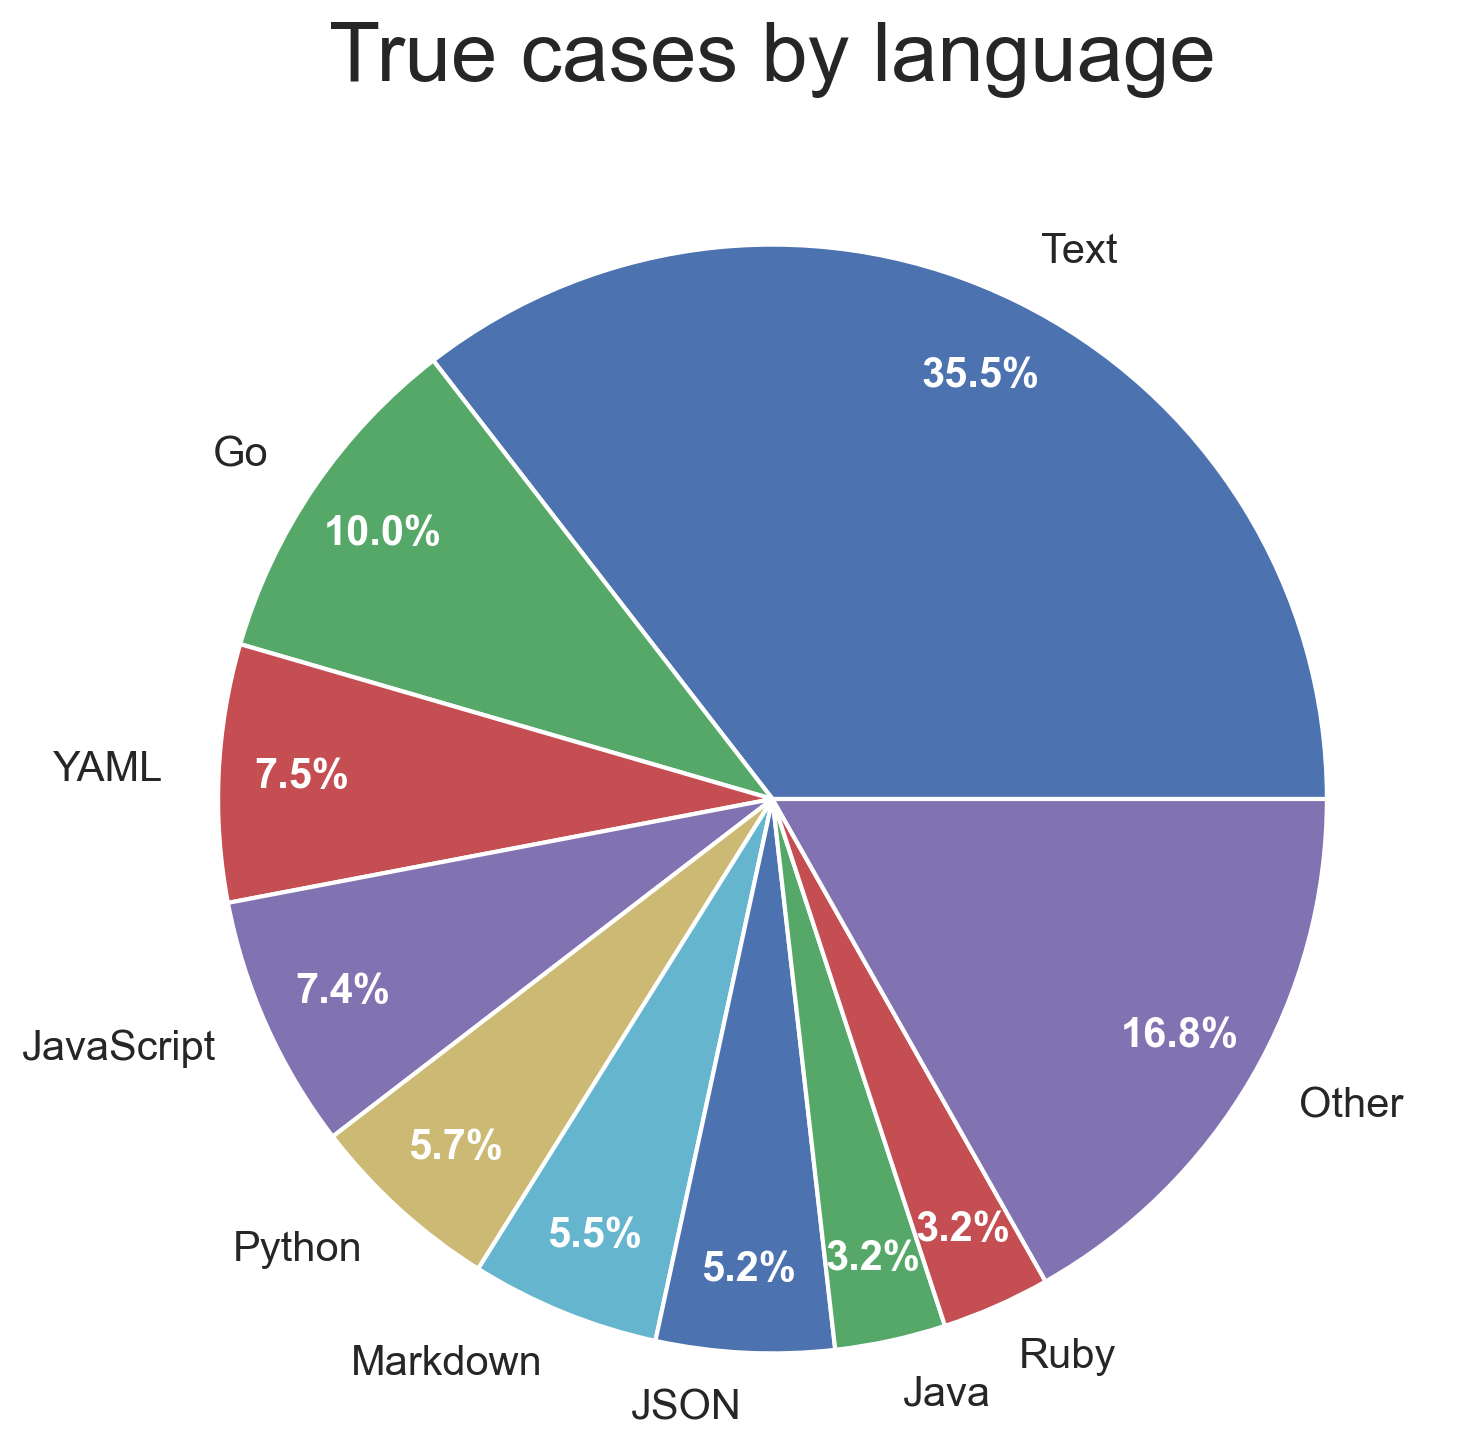 True cases by language
Text
35.5%
Go
10.0%
YAML
7.5%
JavaScript
7.4%
Python
5.7%
Markdown
5.5%
JSON
5.2%
Java
3.2%
Ruby
3.2%
Other
16.8%